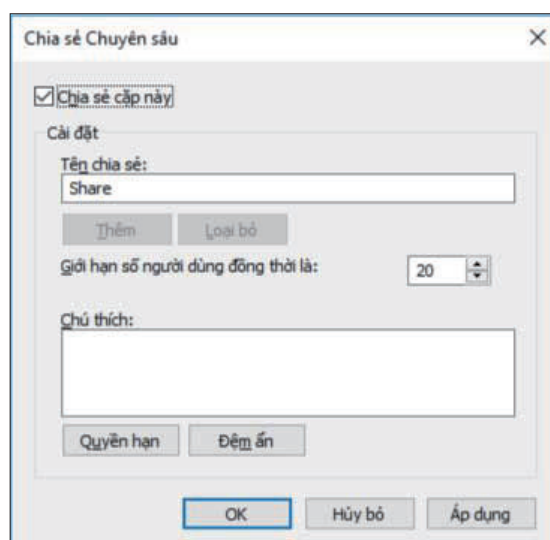 Chia sẻ Chuyên sâu
Chia sẻ cặp này
Cài đặt
Tên chia sẻ:
Share
Thêm Loại bỏ
Giới hạn số người dùng đồng thời là: 20
Chú thích:
Quyền hạn Đệm ẩn
OK Hủy bỏ Áp dụng